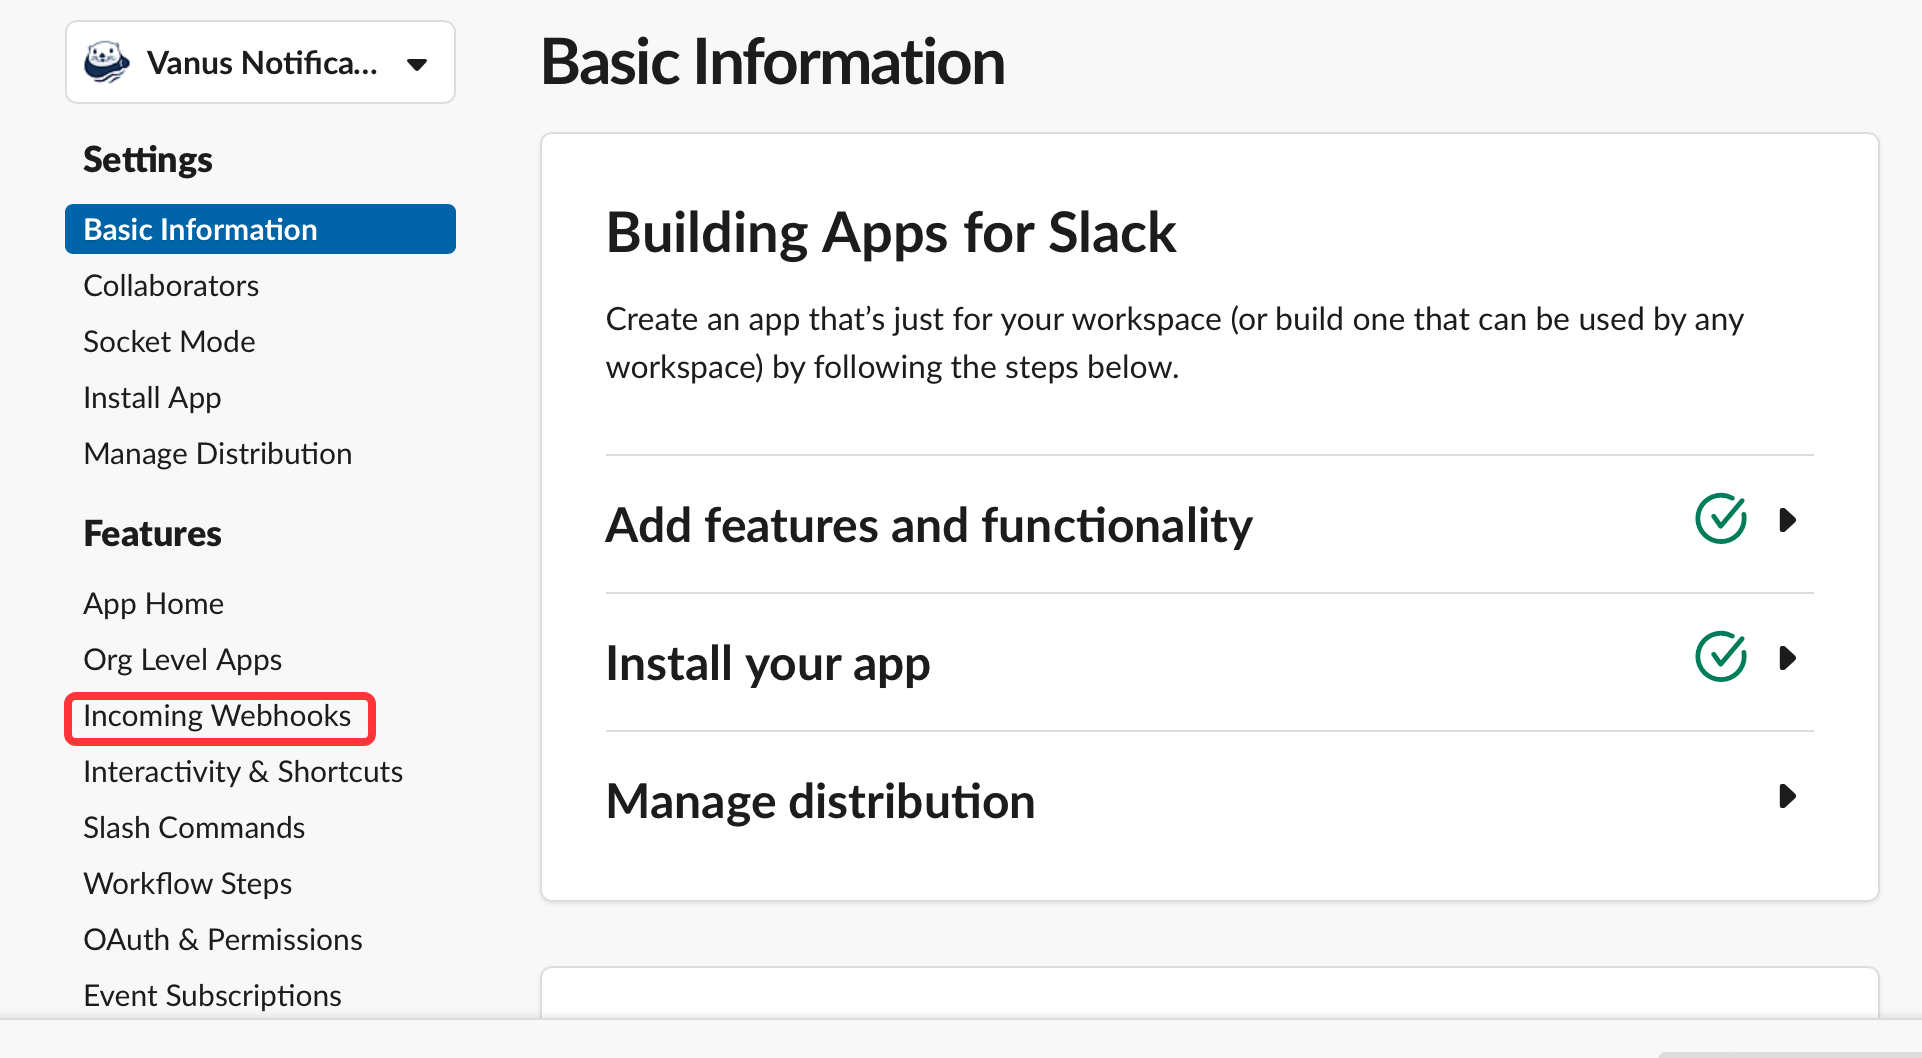 Vanus Notifica...
Settings
Basic Information
Collaborators
Socket Mode
Install App
Manage Distribution
Features
App Home
Org Level Apps
Incoming Webhooks
Interactivity & Shortcuts
Slash Commands
Workflow Steps
OAuth & Permissions
Event Subscriptions
Basic Information
Building Apps for Slack
Create an app that’s just for your workspace (or build one that can be used by any
workspace) by following the steps below.
Add features and functionality
Install your app
Manage distribution